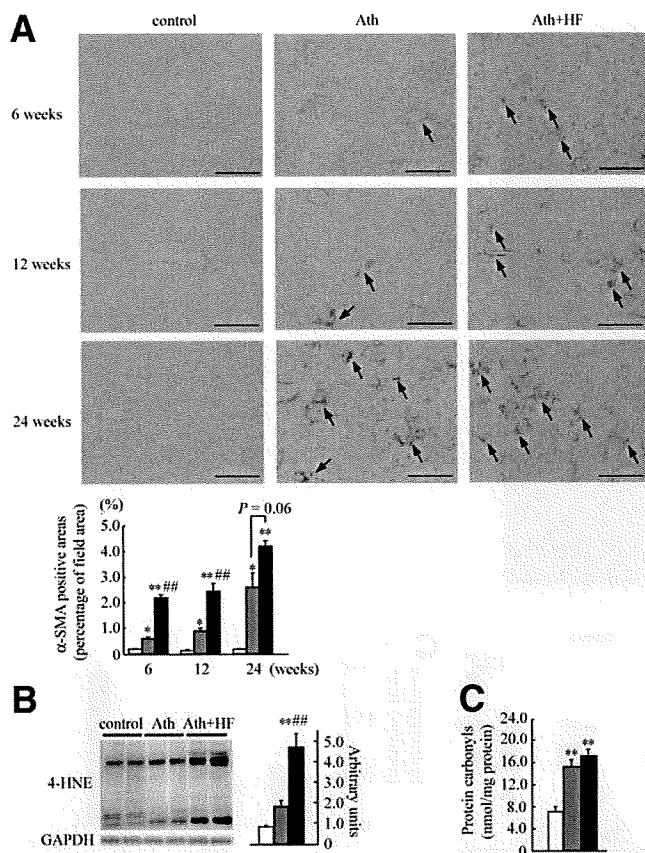 A
control Ath Ath+HF
6 weeks
12 weeks
24 weeks
(%)
P = 0.06
α-SMA positive areas
(percentage of field area)
5.0
4.0
3.0
2.0
1.0
0
* **## * **## * **
6 12 24 (weeks)
B
control Ath Ath+HF
4-HNE
GAPDH
**##
5.0
4.0
3.0
2.0
1.0
0
Arbitrary
units
C
Protein carbonyls
(nmol/mg protein)
24.0
20.0
16.0
12.0
8.0
4.0
0.0
** **